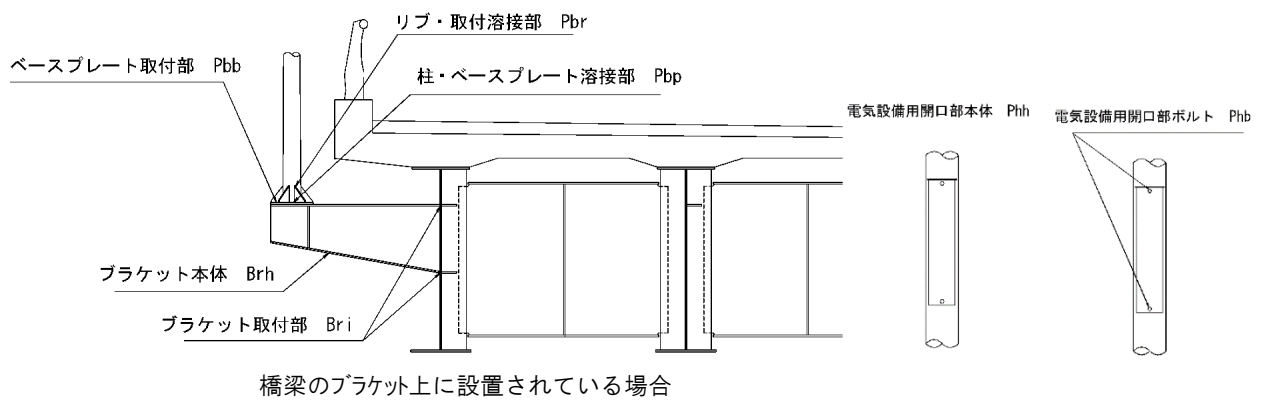 リブ・取付溶接部 Pbr
ベースプレート取付部 Pbb
柱・ベースプレート溶接部 Pbp
電気設備用開口部本体 Phh
電気設備用開口部ボルト Phb
ブラケット本体 Brh
ブラケット取付部 Bri
橋梁のブラケット上に設置されている場合